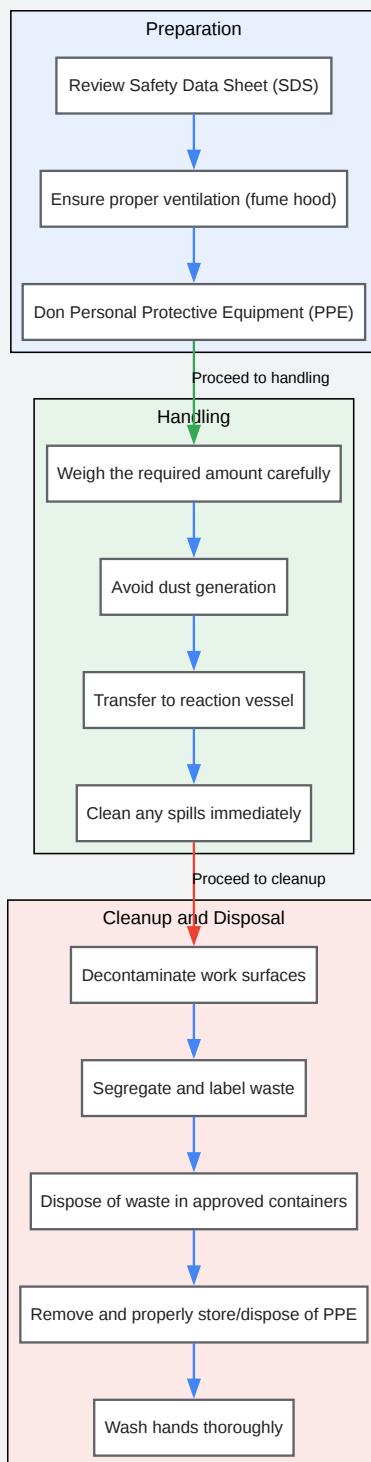 Preparation
Review Safety Data Sheet (SDS)
Ensure proper ventilation (fume hood)
Don Personal Protective Equipment (PPE)
Proceed to handling
Handling
Weigh the required amount carefully
Avoid dust generation
Transfer to reaction vessel
Clean any spills immediately
Proceed to cleanup
Cleanup and Disposal
Decontaminate work surfaces
Segregate and label waste
Dispose of waste in approved containers
Remove and properly store/dispose of PPE
Wash hands thoroughly